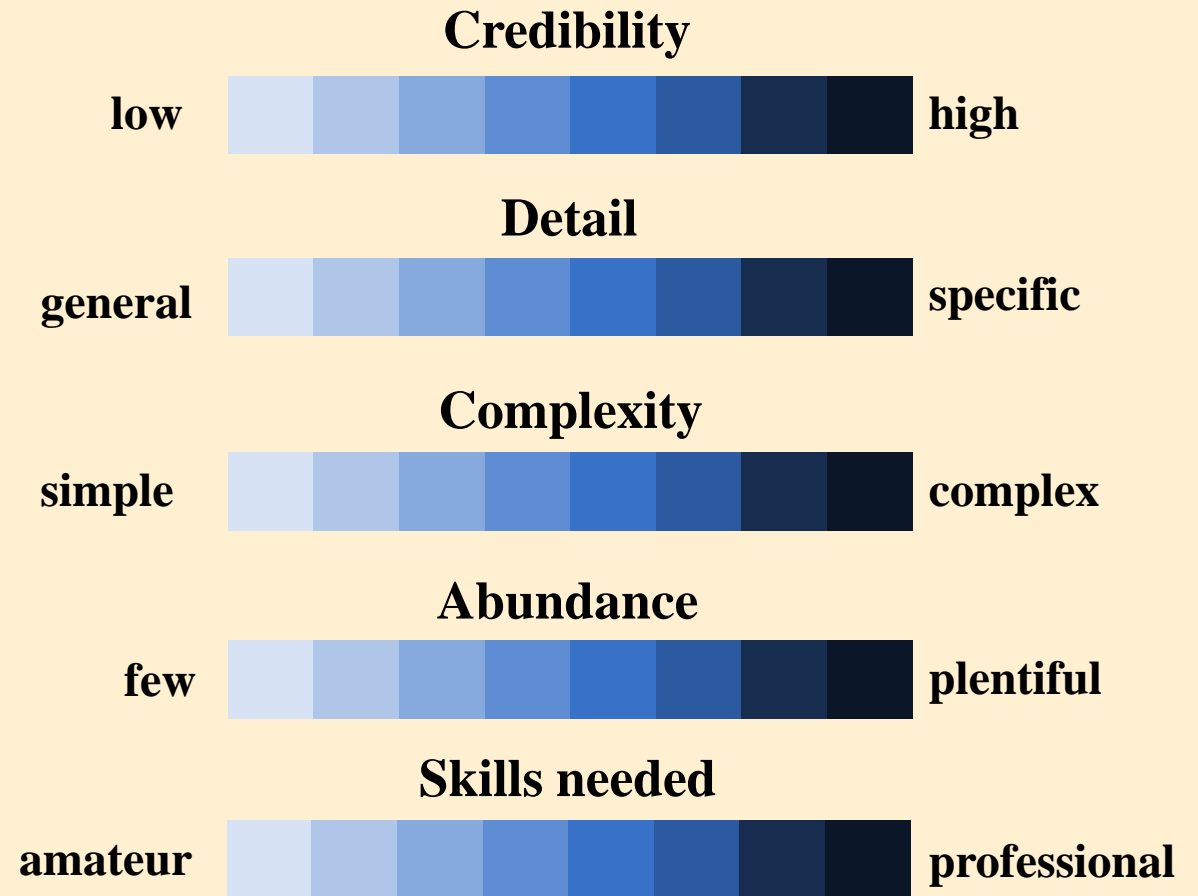 Credibility
low high
Detail
general specific
Complexity
simple complex
Abundance
few plentiful
Skills needed
amateur professional